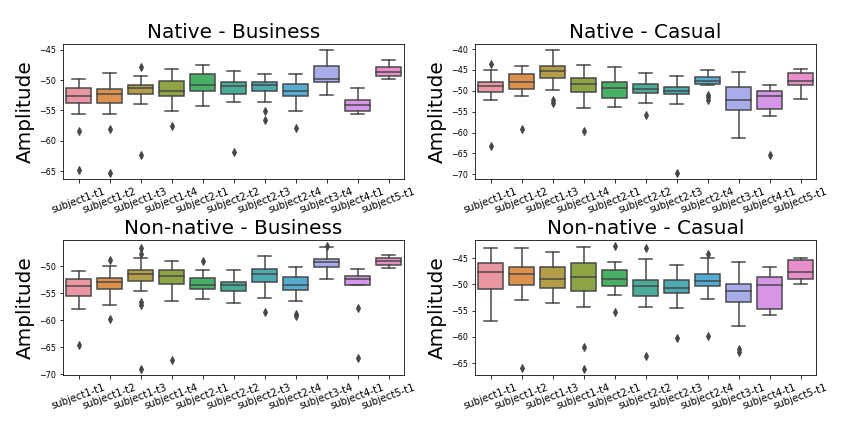 Native - Business
Amplitude
−45
−50
−55
−60
−65
subject1-t1
subject1-t2
subject1-t3
subject1-t4
subject2-t1
subject2-t2
subject2-t3
subject2-t4
subject3-t4
subject4-t1
subject5-t1
Native - Casual
Amplitude
−40
−45
−50
−55
−60
−65
−70
subject1-t1
subject1-t2
subject1-t3
subject1-t4
subject2-t1
subject2-t2
subject2-t3
subject2-t4
subject3-t4
subject4-t1
subject5-t1
Non-native - Business
Amplitude
−50
−55
−60
−65
−70
subject1-t1
subject1-t2
subject1-t3
subject1-t4
subject2-t1
subject2-t2
subject2-t3
subject2-t4
subject3-t4
subject4-t1
subject5-t1
Non-native - Casual
Amplitude
−45
−50
−55
−60
−65
subject1-t1
subject1-t2
subject1-t3
subject1-t4
subject2-t1
subject2-t2
subject2-t3
subject2-t4
subject3-t4
subject4-t1
subject5-t1